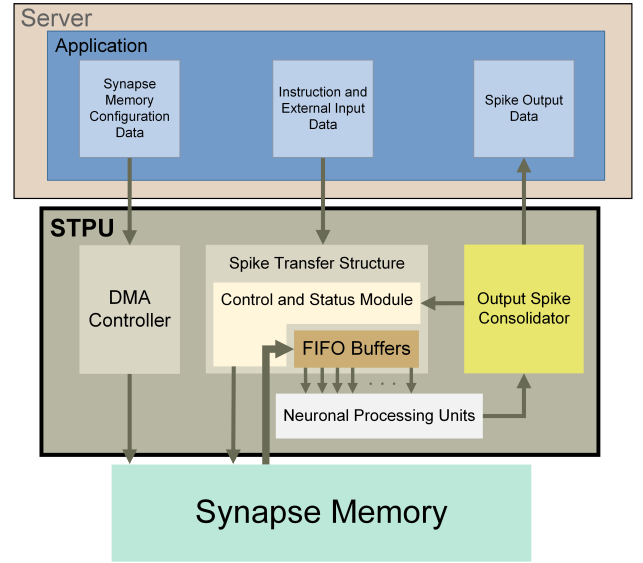 Server
Application
Synapse
Memory
Configuration
Data
Instruction and
External Input
Data
Spike Output
Data
STPU
DMA
Controller
Spike Transfer Structure
Control and Status Module
FIFO Buffers
. . . .
Neuronal Processing Units
Output Spike
Consolidator
Synapse Memory